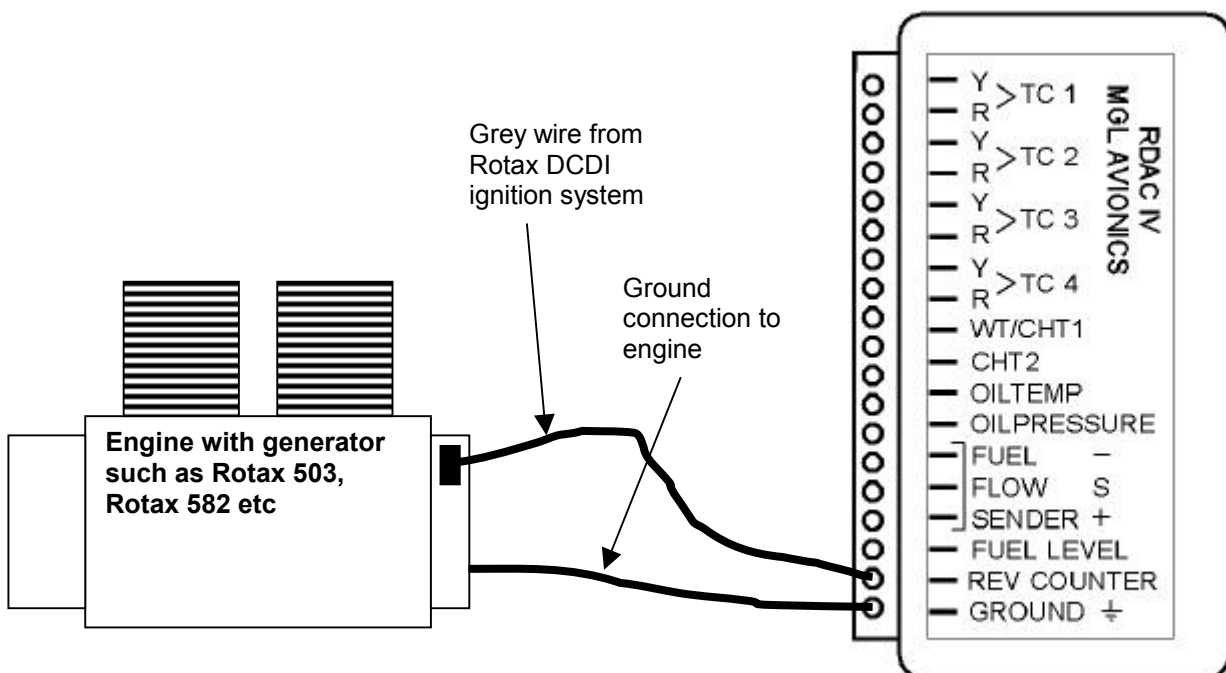 Grey wire from
Rotax DCDI
ignition system
Ground
connection to
engine
Engine with generator
such as Rotax 503,
Rotax 582 etc
RDAC IV
MGL AVIONICS
Y
R
>TC 1
Y
R
>TC 2
Y
R
>TC 3
Y
R
>TC 4
WT/CHT1
CHT2
OILTEMP
OILPRESSURE
FUEL −
FLOW S
SENDER +
FUEL LEVEL
REV COUNTER
GROUND ⏚